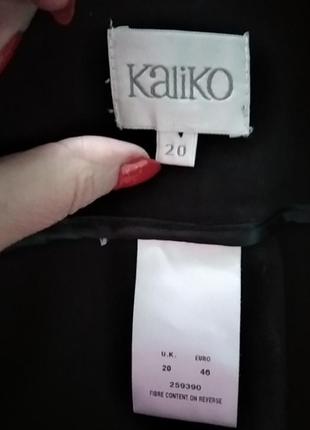 KaliKO
20
U.K. EURO
20 46
259390
FIBRE CONTENT ON REVERSE